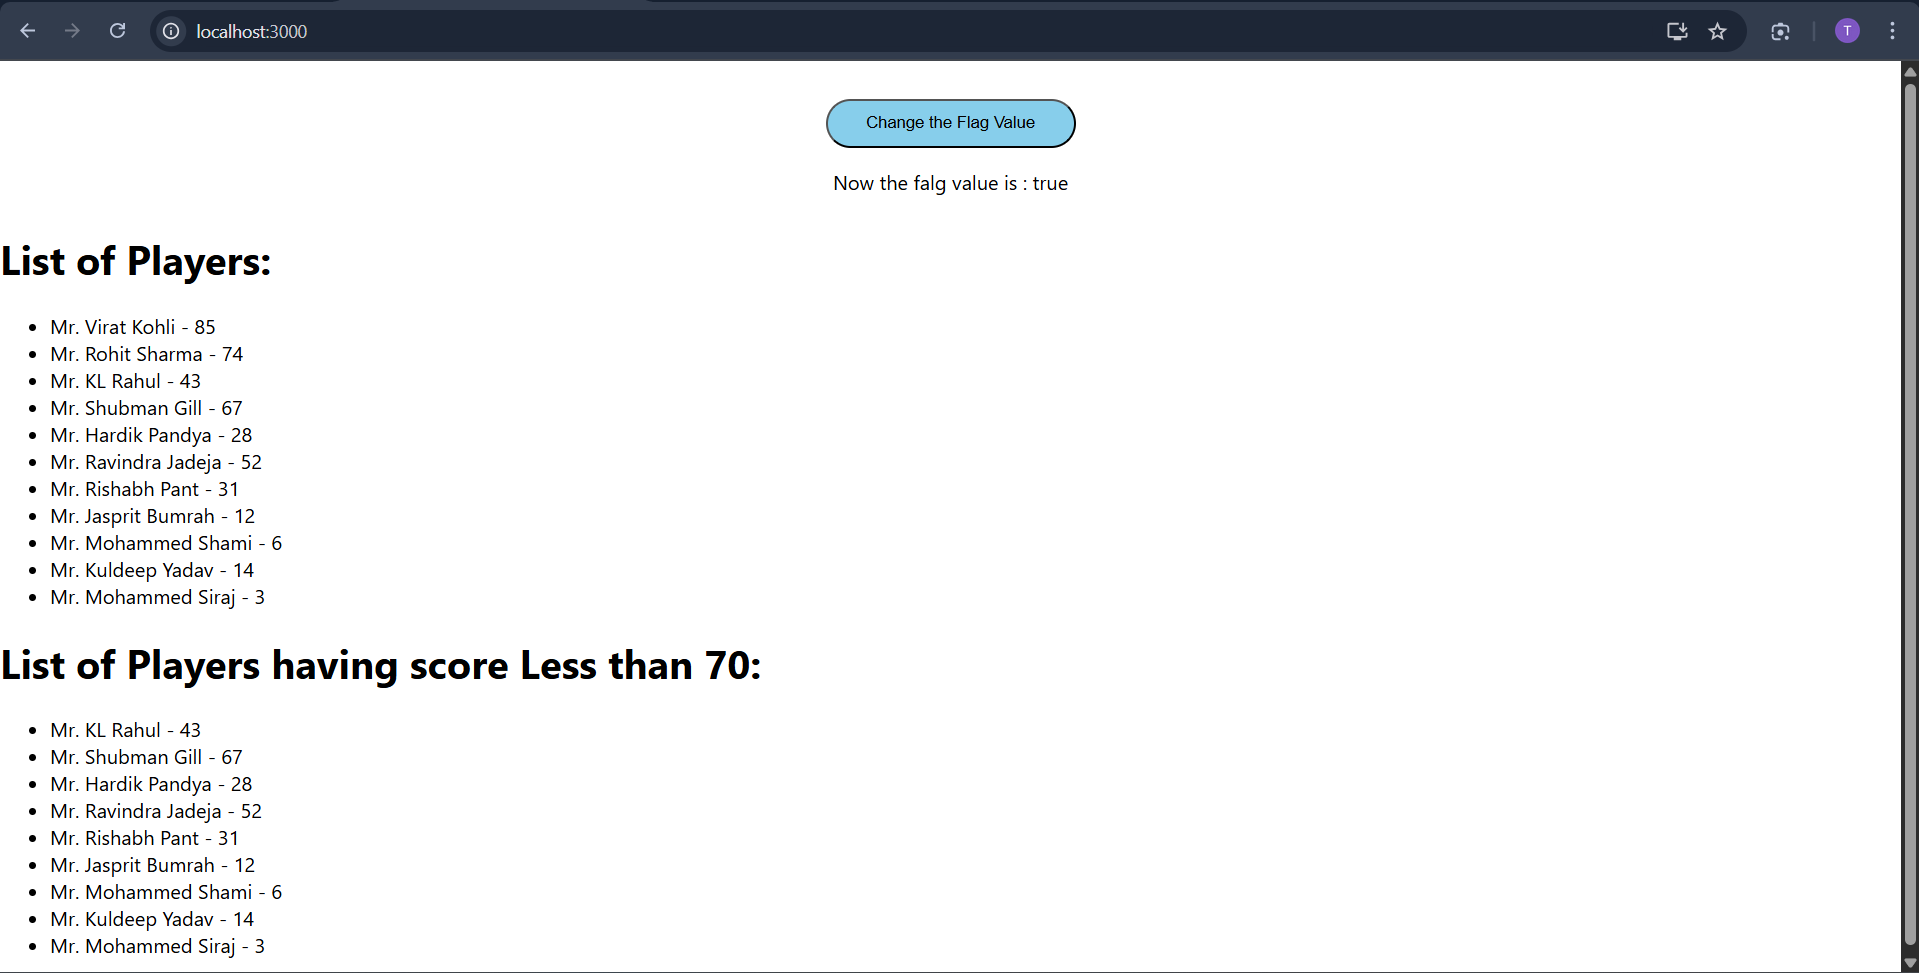 localhost:3000
T
Change the Flag Value
Now the falg value is : true
List of Players:
• Mr. Virat Kohli - 85
• Mr. Rohit Sharma - 74
• Mr. KL Rahul - 43
• Mr. Shubman Gill - 67
• Mr. Hardik Pandya - 28
• Mr. Ravindra Jadeja - 52
• Mr. Rishabh Pant - 31
• Mr. Jasprit Bumrah - 12
• Mr. Mohammed Shami - 6
• Mr. Kuldeep Yadav - 14
• Mr. Mohammed Siraj - 3
List of Players having score Less than 70:
• Mr. KL Rahul - 43
• Mr. Shubman Gill - 67
• Mr. Hardik Pandya - 28
• Mr. Ravindra Jadeja - 52
• Mr. Rishabh Pant - 31
• Mr. Jasprit Bumrah - 12
• Mr. Mohammed Shami - 6
• Mr. Kuldeep Yadav - 14
• Mr. Mohammed Siraj - 3